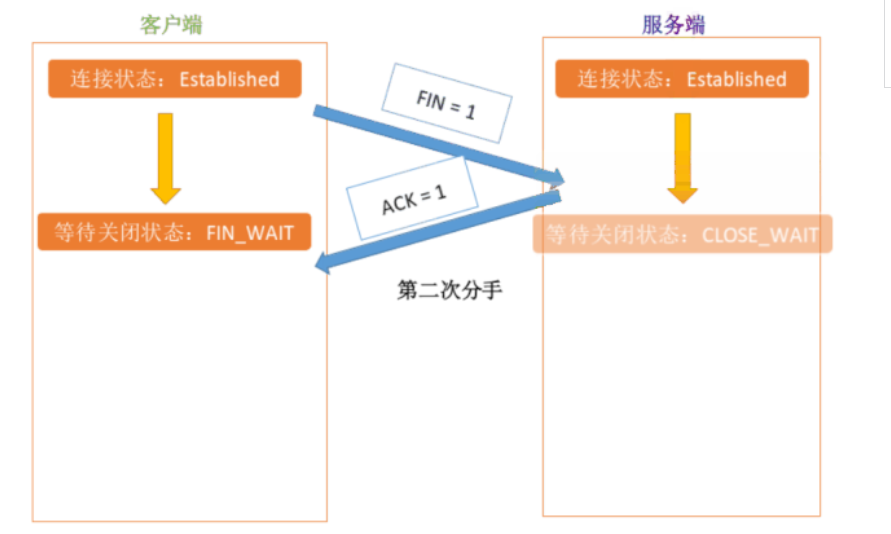 客户端
服务端
连接状态：Established
连接状态：Established
FIN = 1
ACK = 1
等待关闭状态：FIN_WAIT
等待关闭状态：CLOSE_WAIT
第二次分手